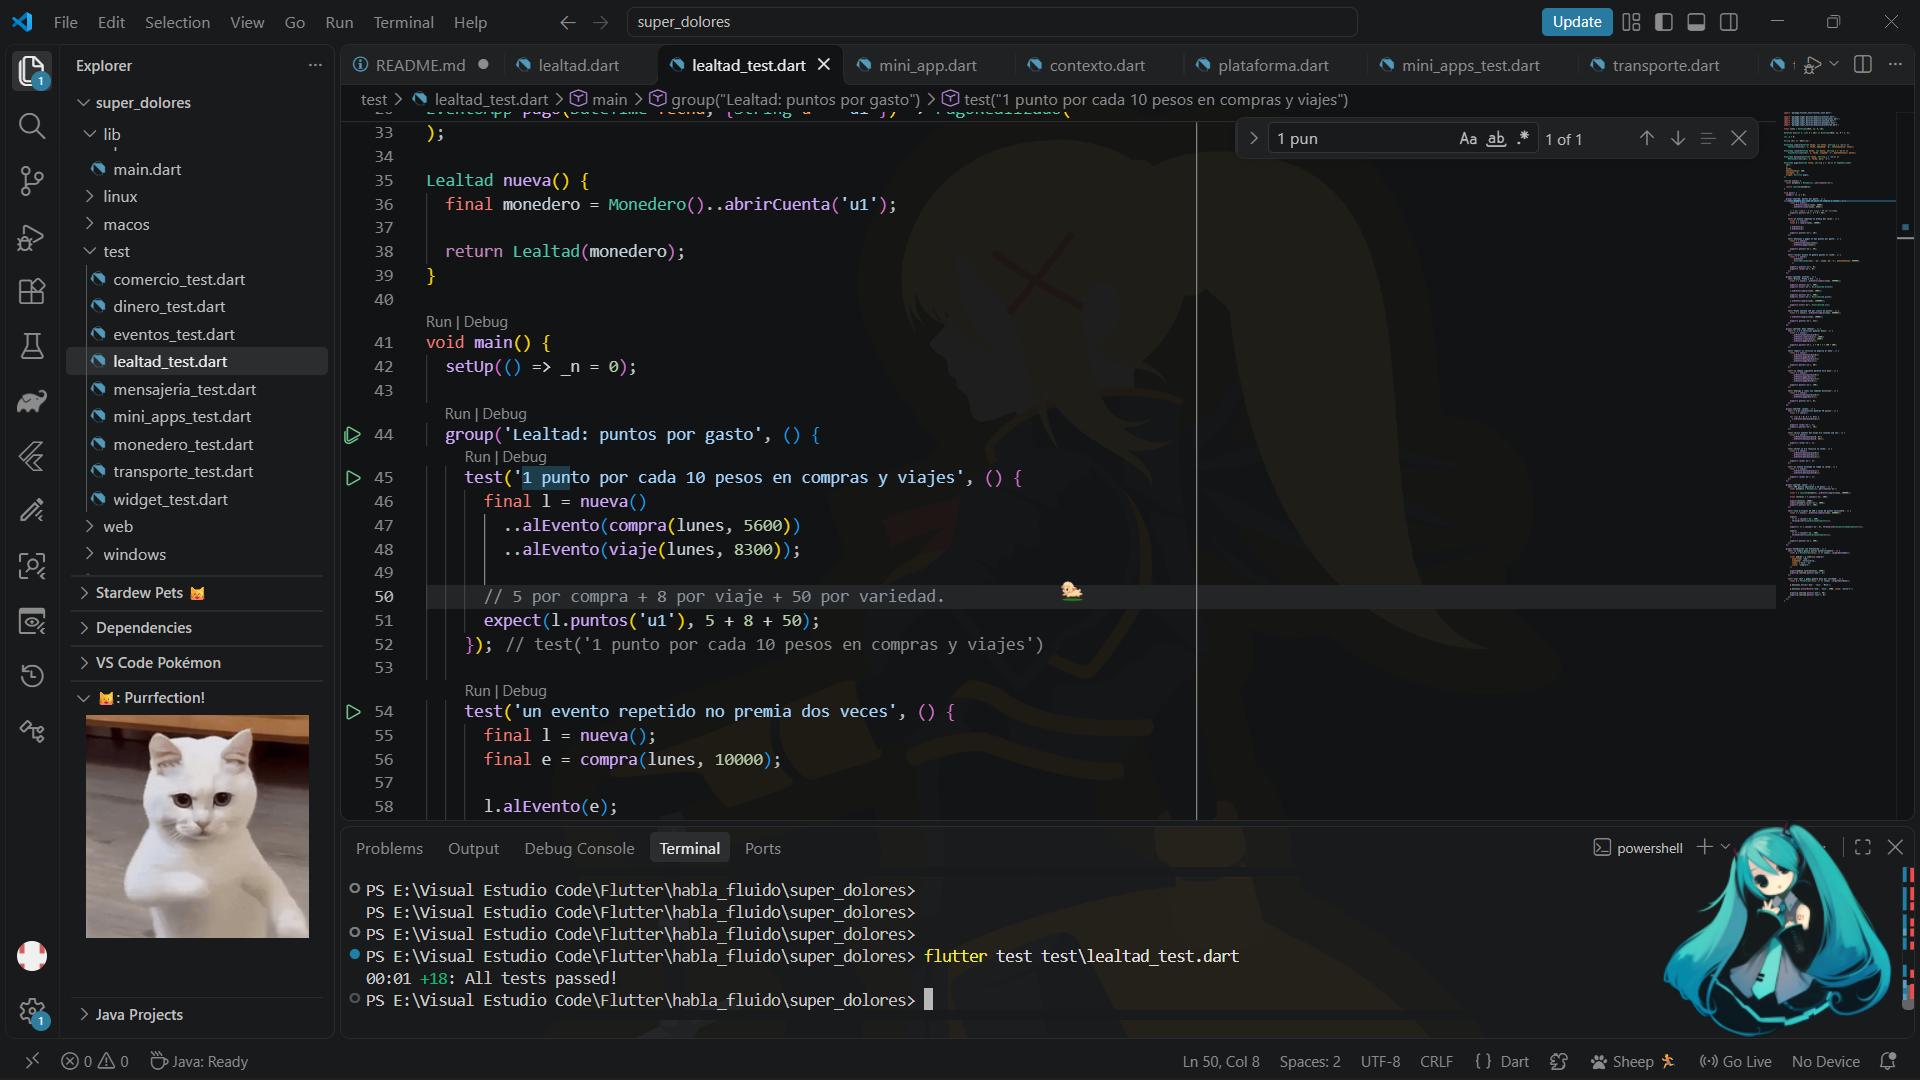 File Edit Selection View Go Run Terminal Help
super_dolores
Update
Explorer
super_dolores
lib
main.dart
linux
macos
test
comercio_test.dart
dinero_test.dart
eventos_test.dart
lealtad_test.dart
mensajeria_test.dart
mini_apps_test.dart
monedero_test.dart
transporte_test.dart
widget_test.dart
web
windows
Stardew Pets
Dependencies
VS Code Pokémon
: Purrfection!
Java Projects
README.md
lealtad.dart
lealtad_test.dart
mini_app.dart
contexto.dart
plataforma.dart
mini_apps_test.dart
transporte.dart
test > lealtad_test.dart > main > group("Lealtad: puntos por gasto") > test("1 punto por cada 10 pesos en compras y viajes")
1 pun
Aa ab .*
1 of 1
33 );
34
35 Lealtad nueva() {
36 final monedero = Monedero()..abrirCuenta('u1');
37
38 return Lealtad(monedero);
39 }
40
Run | Debug
41 void main() {
42 setUp(() => _n = 0);
43
Run | Debug
44 group('Lealtad: puntos por gasto', () {
Run | Debug
45 test('1 punto por cada 10 pesos en compras y viajes', () {
46 final l = nueva()
47 ..alEvento(compra(lunes, 5600))
48 ..alEvento(viaje(lunes, 8300));
49
50 // 5 por compra + 8 por viaje + 50 por variedad.
51 expect(l.puntos('u1'), 5 + 8 + 50);
52 }); // test('1 punto por cada 10 pesos en compras y viajes')
53
Run | Debug
54 test('un evento repetido no premia dos veces', () {
55 final l = nueva();
56 final e = compra(lunes, 10000);
57
58 l.alEvento(e);
Problems Output Debug Console Terminal Ports
powershell
PS E:\Visual Estudio Code\Flutter\habla_fluido\super_dolores>
PS E:\Visual Estudio Code\Flutter\habla_fluido\super_dolores>
PS E:\Visual Estudio Code\Flutter\habla_fluido\super_dolores>
PS E:\Visual Estudio Code\Flutter\habla_fluido\super_dolores> flutter test test\lealtad_test.dart
00:01 +18: All tests passed!
PS E:\Visual Estudio Code\Flutter\habla_fluido\super_dolores>
0 0 Java: Ready
Ln 50, Col 8 Spaces: 2 UTF-8 CRLF { } Dart Sheep Go Live No Device